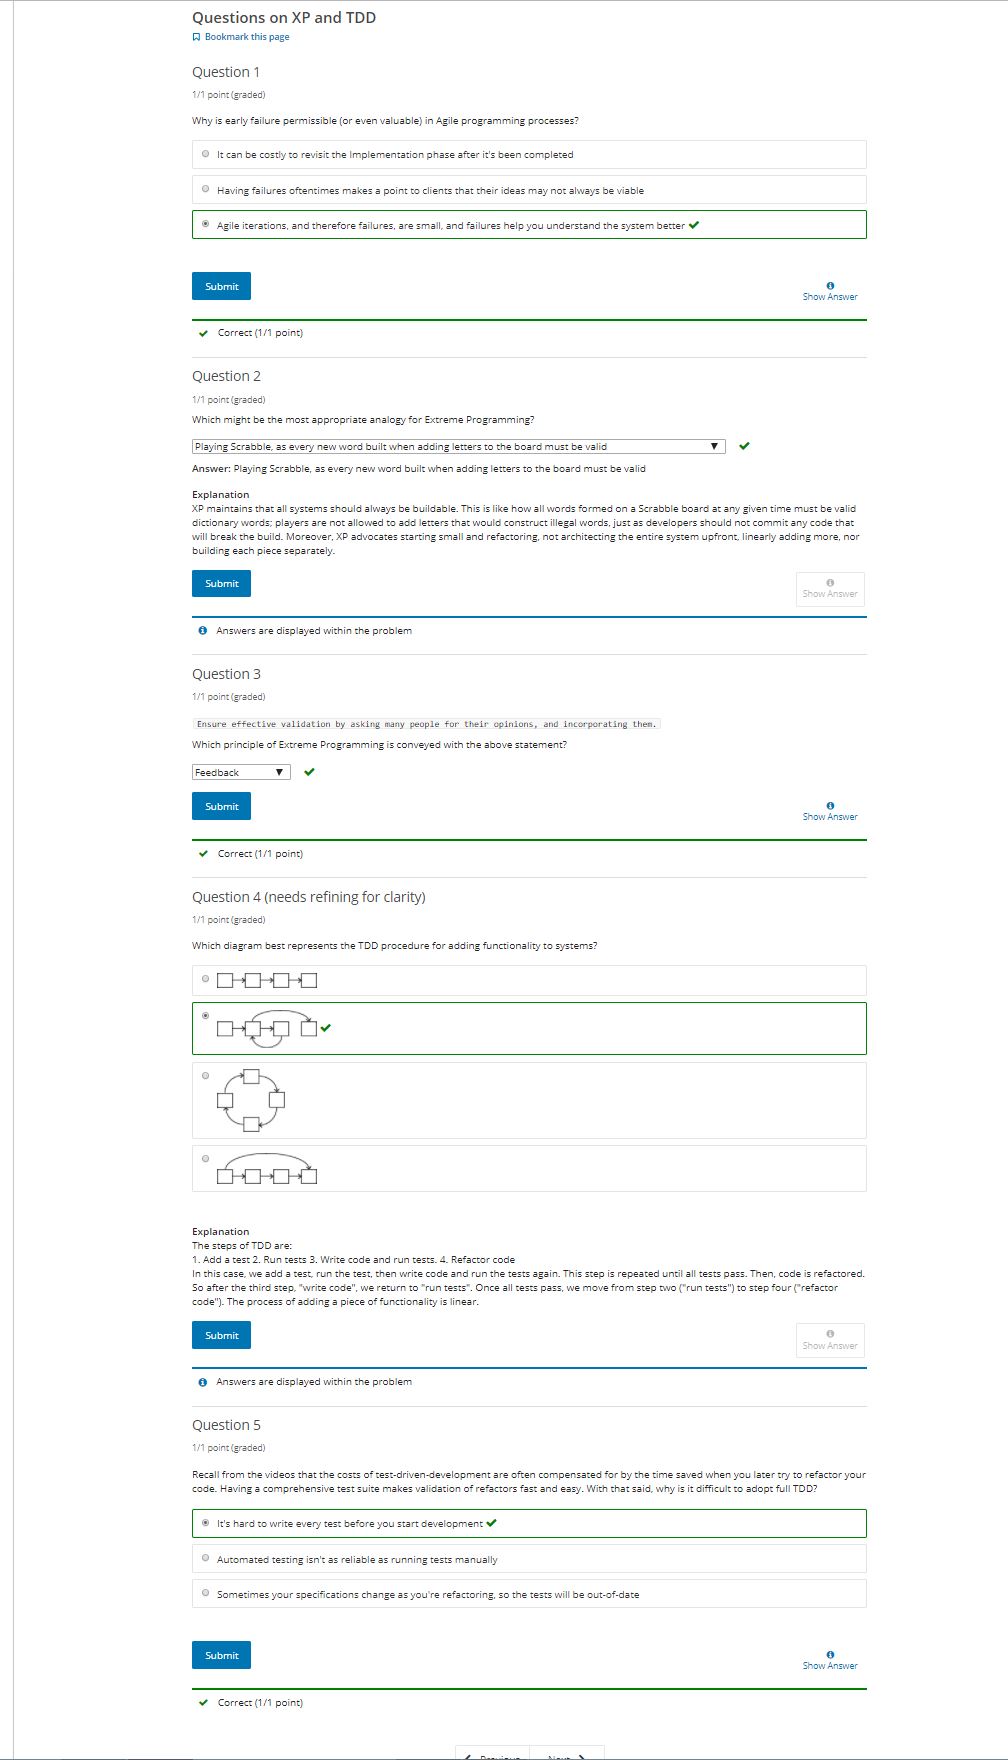 Questions on XP and TDD
Bookmark this page
Question 1
1/1 point (graded)
Why is early failure permissible (or even valuable) in Agile programming processes?
It can be costly to revisit the Implementation phase after it's been completed
Having failures oftentimes makes a point to clients that their ideas may not always be viable
Agile iterations, and therefore failures, are small, and failures help you understand the system better
Submit
Show Answer
Correct (1/1 point)
Question 2
1/1 point (graded)
Which might be the most appropriate analogy for Extreme Programming?
Playing Scrabble, as every new word built when adding letters to the board must be valid
Answer: Playing Scrabble, as every new word built when adding letters to the board must be valid
Explanation
XP maintains that all systems should always be buildable. This is like how all words formed on a Scrabble board at any given time must be valid
dictionary words; players are not allowed to add letters that would construct illegal words, just as developers should not commit any code that
will break the build. Moreover, XP advocates starting small and refactoring, not architecting the entire system upfront, linearly adding more, nor
building each piece separately.
Submit
Show Answer
Answers are displayed within the problem
Question 3
1/1 point (graded)
Ensure effective validation by asking many people for their opinions, and incorporating them.
Which principle of Extreme Programming is conveyed with the above statement?
Feedback
Submit
Show Answer
Correct (1/1 point)
Question 4 (needs refining for clarity)
1/1 point (graded)
Which diagram best represents the TDD procedure for adding functionality to systems?
Explanation
The steps of TDD are:
1. Add a test 2. Run tests 3. Write code and run tests. 4. Refactor code
In this case, we add a test, run the test, then write code and run the tests again. This step is repeated until all tests pass. Then, code is refactored.
So after the third step, "write code", we return to "run tests". Once all tests pass, we move from step two ("run tests") to step four ("refactor
code"). The process of adding a piece of functionality is linear.
Submit
Show Answer
Answers are displayed within the problem
Question 5
1/1 point (graded)
Recall from the videos that the costs of test-driven-development are often compensated for by the time saved when you later try to refactor your
code. Having a comprehensive test suite makes validation of refactors fast and easy. With that said, why is it difficult to adopt full TDD?
It's hard to write every test before you start development
Automated testing isn't as reliable as running tests manually
Sometimes your specifications change as you're refactoring, so the tests will be out-of-date
Submit
Show Answer
Correct (1/1 point)